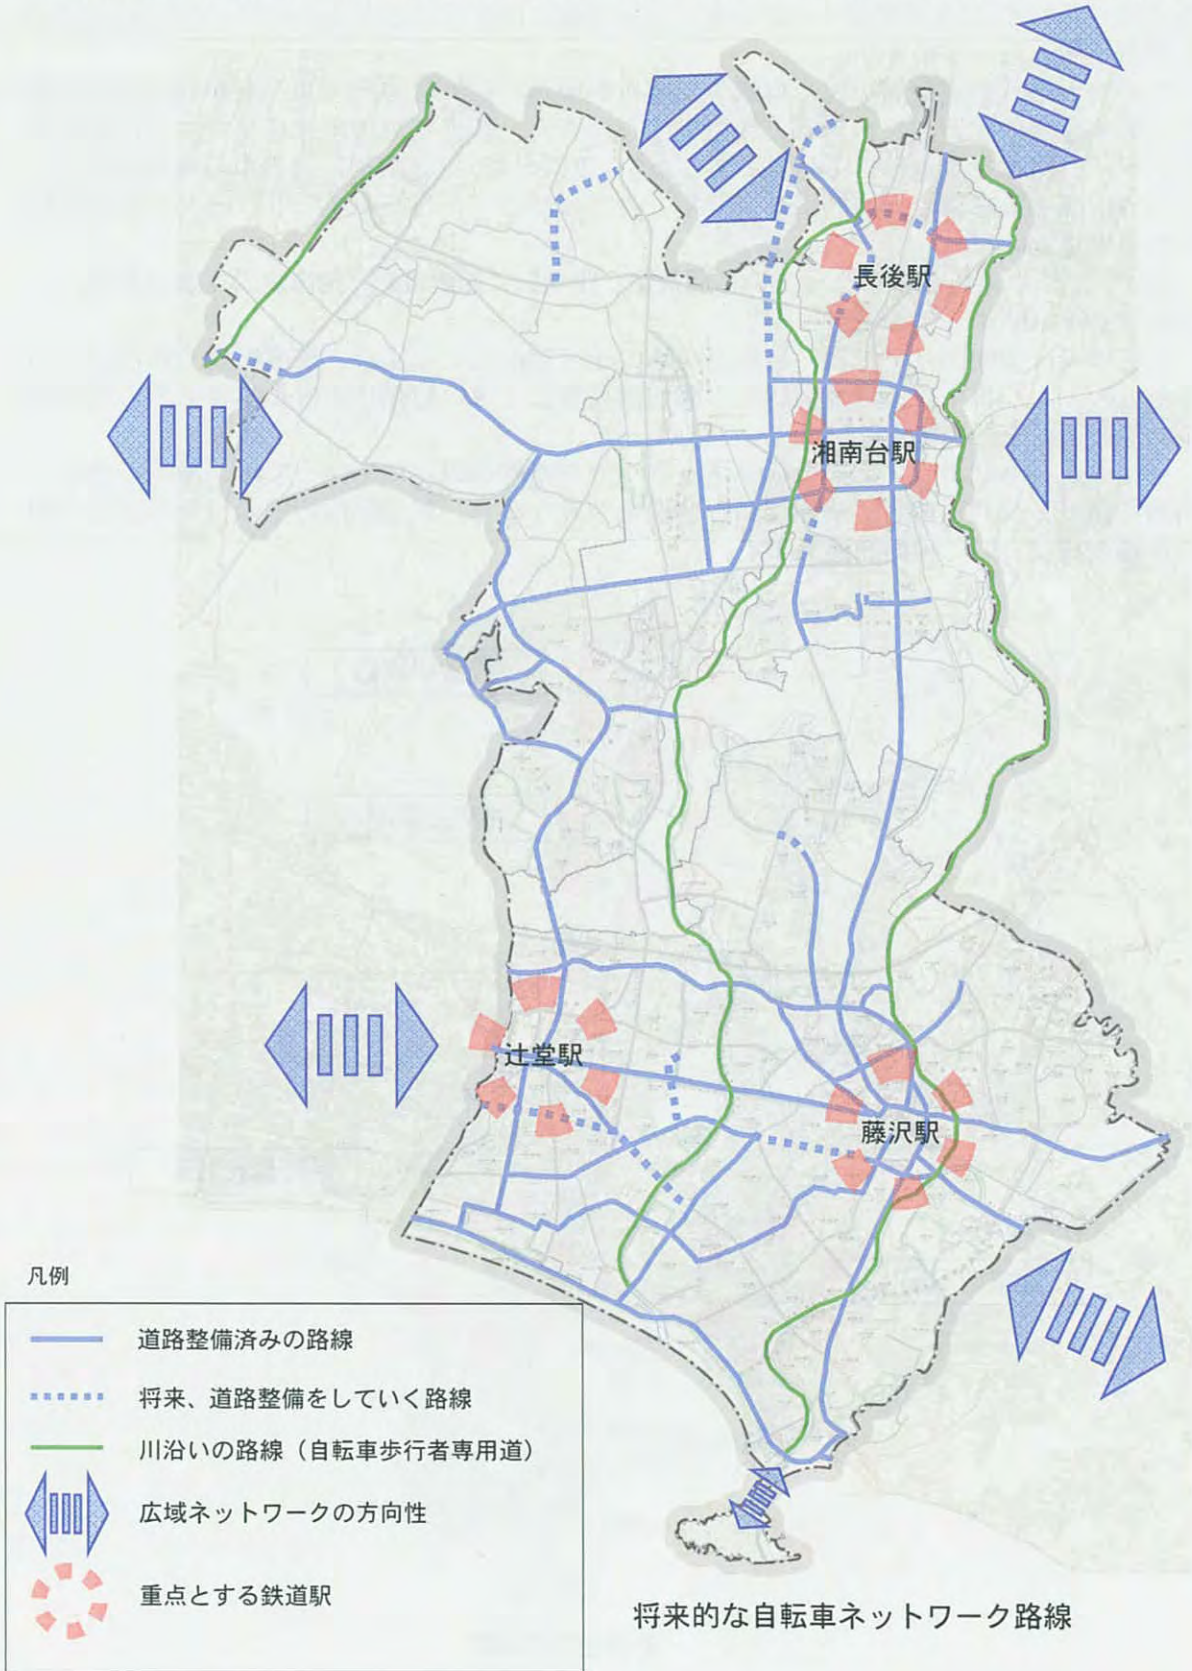 長後駅
湘南台駅
辻堂駅
藤沢駅
凡例
道路整備済みの路線
将来、道路整備をしていく路線
川沿いの路線（自転車歩行者専用道）
広域ネットワークの方向性
重点とする鉄道駅
将来的な自転車ネットワーク路線